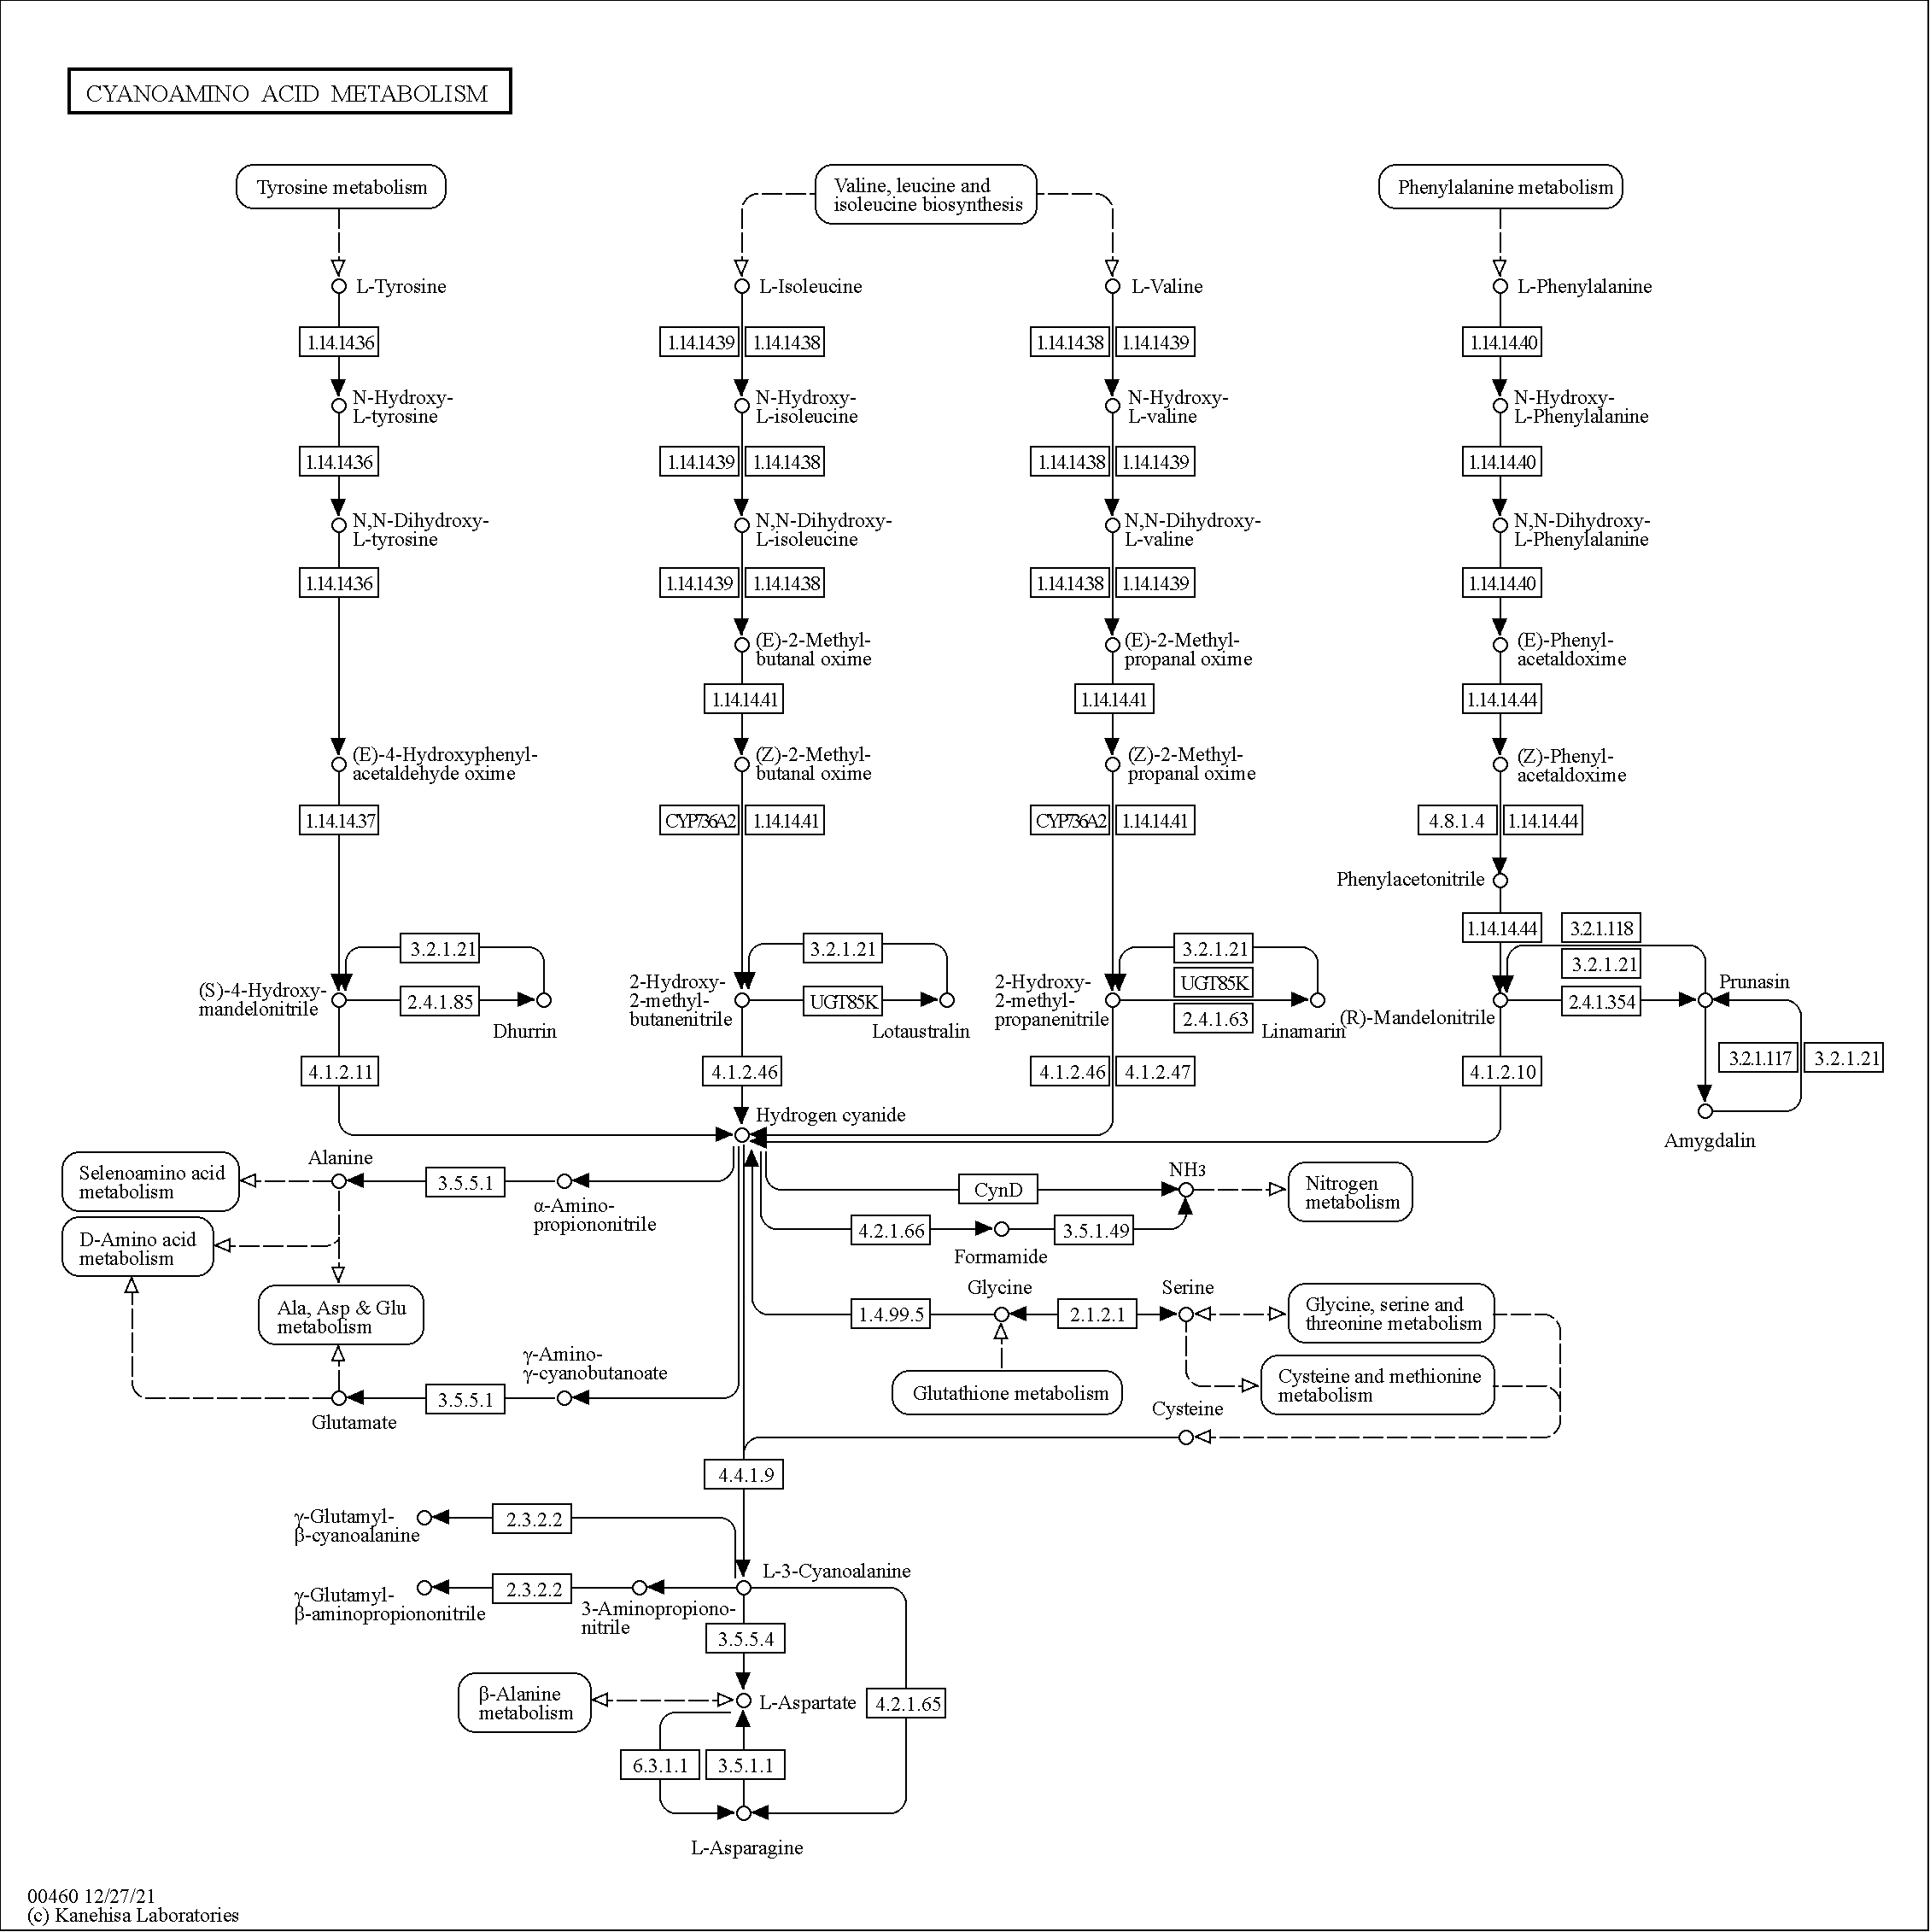 CYANOAMINO ACID METABOLISM
Tyrosine metabolism
Valine, leucine and
isoleucine biosynthesis
Phenylalanine metabolism
L-Tyrosine
L-Isoleucine
L-Valine
L-Phenylalanine
1.14.14.36
1.14.14.39
1.14.14.38
1.14.14.38
1.14.14.39
1.14.14.40
N-Hydroxy-
L-tyrosine
N-Hydroxy-
L-isoleucine
N-Hydroxy-
L-valine
N-Hydroxy-
L-Phenylalanine
1.14.14.36
1.14.14.39
1.14.14.38
1.14.14.38
1.14.14.39
1.14.14.40
N,N-Dihydroxy-
L-tyrosine
N,N-Dihydroxy-
L-isoleucine
N,N-Dihydroxy-
L-valine
N,N-Dihydroxy-
L-Phenylalanine
1.14.14.36
1.14.14.39
1.14.14.38
1.14.14.38
1.14.14.39
1.14.14.40
(E)-2-Methyl-
butanal oxime
(E)-2-Methyl-
propanal oxime
(E)-Phenyl-
acetaldoxime
1.14.14.41
1.14.14.41
1.14.14.44
(E)-4-Hydroxyphenyl-
acetaldehyde oxime
(Z)-2-Methyl-
butanal oxime
(Z)-2-Methyl-
propanal oxime
(Z)-Phenyl-
acetaldoxime
1.14.14.37
CYP736A2
1.14.14.41
CYP736A2
1.14.14.41
4.8.1.4
1.14.14.44
Phenylacetonitrile
1.14.14.44
3.2.1.118
3.2.1.21
3.2.1.21
3.2.1.21
3.2.1.21
(S)-4-Hydroxy-
mandelonitrile
2.4.1.85
Dhurrin
2-Hydroxy-
2-methyl-
butanenitrile
UGT85K
Lotaustralin
2-Hydroxy-
2-methyl-
propanenitrile
UGT85K
2.4.1.63
Linamarin
(R)-Mandelonitrile
2.4.1.354
Prunasin
4.1.2.11
4.1.2.46
4.1.2.46
4.1.2.47
4.1.2.10
3.2.1.117
3.2.1.21
Hydrogen cyanide
Amygdalin
Selenoamino acid
metabolism
Alanine
3.5.5.1
α-Amino-
propiononitrile
CynD
NH3
Nitrogen
metabolism
D-Amino acid
metabolism
4.2.1.66
Formamide
3.5.1.49
Ala, Asp & Glu
metabolism
Glycine
Serine
1.4.99.5
2.1.2.1
Glycine, serine and
threonine metabolism
γ-Amino-
γ-cyanobutanoate
Glutathione metabolism
Cysteine and methionine
metabolism
3.5.5.1
Glutamate
Cysteine
4.4.1.9
γ-Glutamyl-
β-cyanoalanine
2.3.2.2
L-3-Cyanoalanine
γ-Glutamyl-
β-aminopropiononitrile
2.3.2.2
3-Aminopropiono-
nitrile
3.5.5.4
β-Alanine
metabolism
L-Aspartate
4.2.1.65
6.3.1.1
3.5.1.1
L-Asparagine
00460 12/27/21
(c) Kanehisa Laboratories